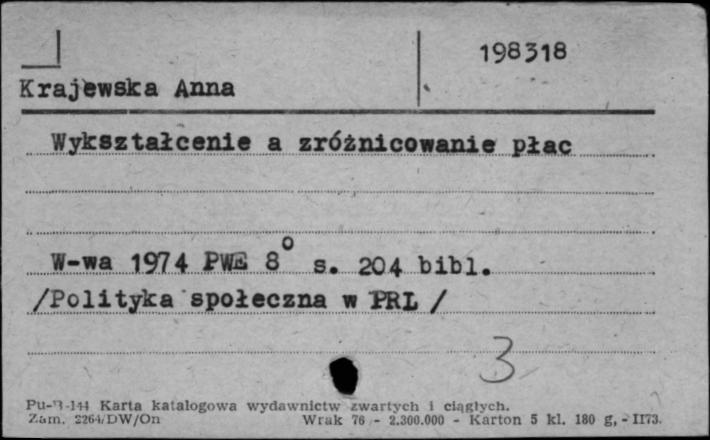 198318
Krajewska Anna
Wykształcenie a zróżnicowanie płac
W-wa 1974 PWE 8° s. 204 bibl.
/Polityka społeczna w PRL /
3
Pu-B-144 Karta katalogowa wydawnictw zwartych i ciągłych.
Zam. 2264/DW/On Wrak 76 - 2.300.000 - Karton 5 kl. 180 g, - II73.